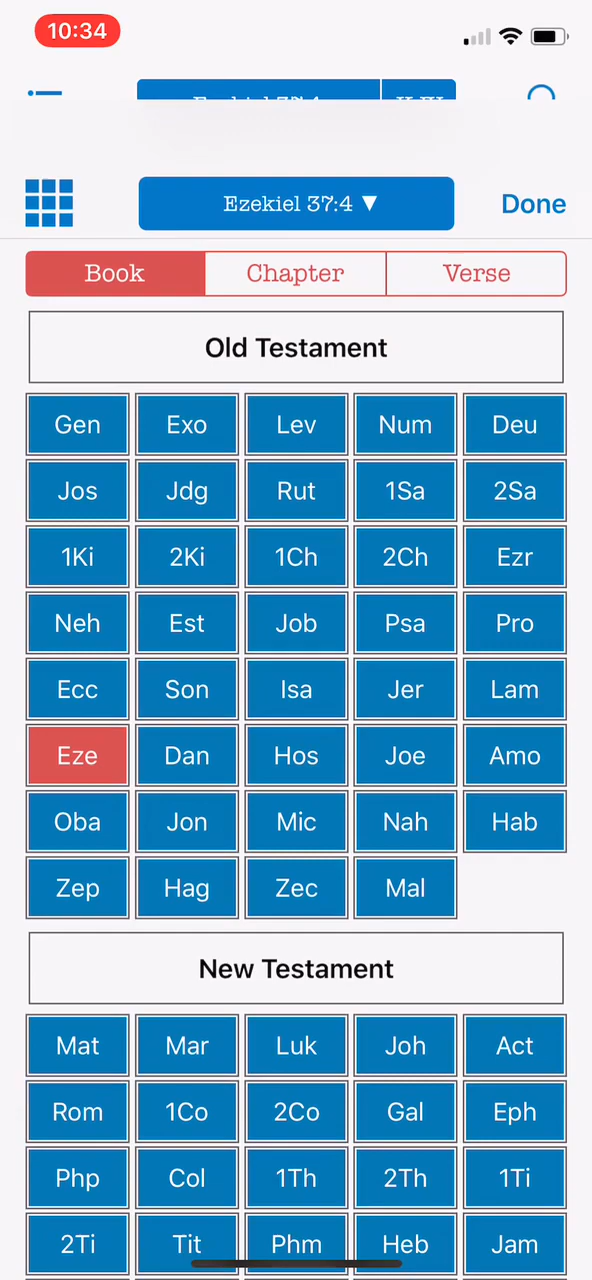 10:34
Ezekiel 37:4 ▼
Done
Book Chapter Verse
Old Testament
Gen Exo Lev Num Deu
Jos Jdg Rut 1Sa 2Sa
1Ki 2Ki 1Ch 2Ch Ezr
Neh Est Job Psa Pro
Ecc Son Isa Jer Lam
Eze Dan Hos Joe Amo
Oba Jon Mic Nah Hab
Zep Hag Zec Mal
New Testament
Mat Mar Luk Joh Act
Rom 1Co 2Co Gal Eph
Php Col 1Th 2Th 1Ti
2Ti Tit Phm Heb Jam